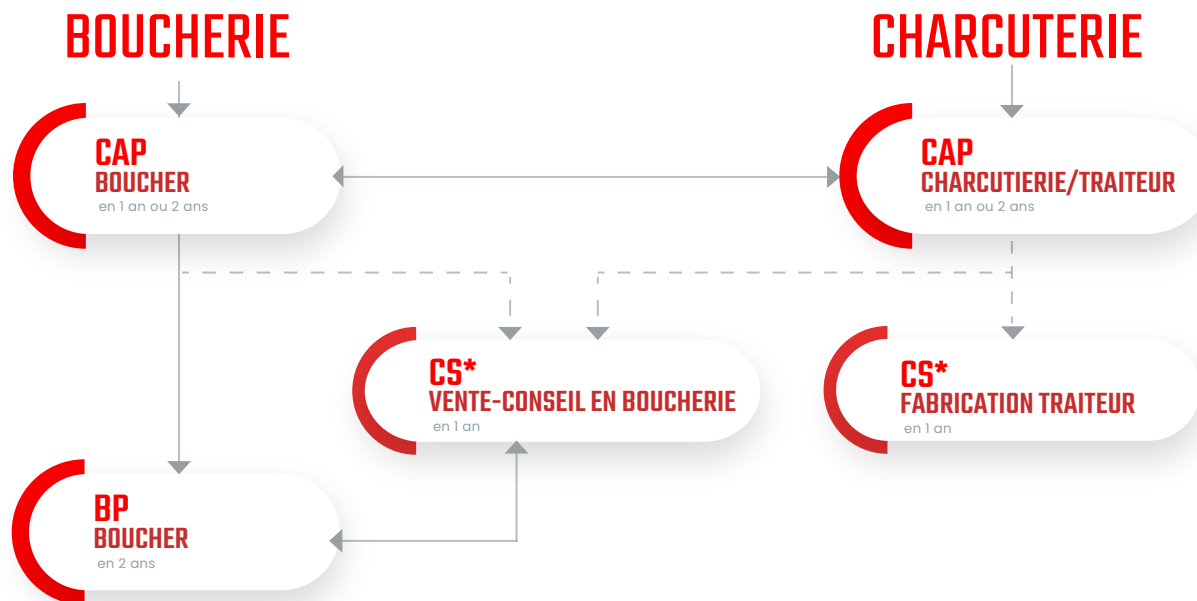 BOUCHERIE
CHARCUTERIE
CAP
BOUCHER
en 1 an ou 2 ans
CAP
CHARCUTIERIE/TRAITEUR
en 1 an ou 2 ans
CS*
VENTE-CONSEIL EN BOUCHERIE
en 1 an
CS*
FABRICATION TRAITEUR
en 1 an
BP
BOUCHER
en 2 ans